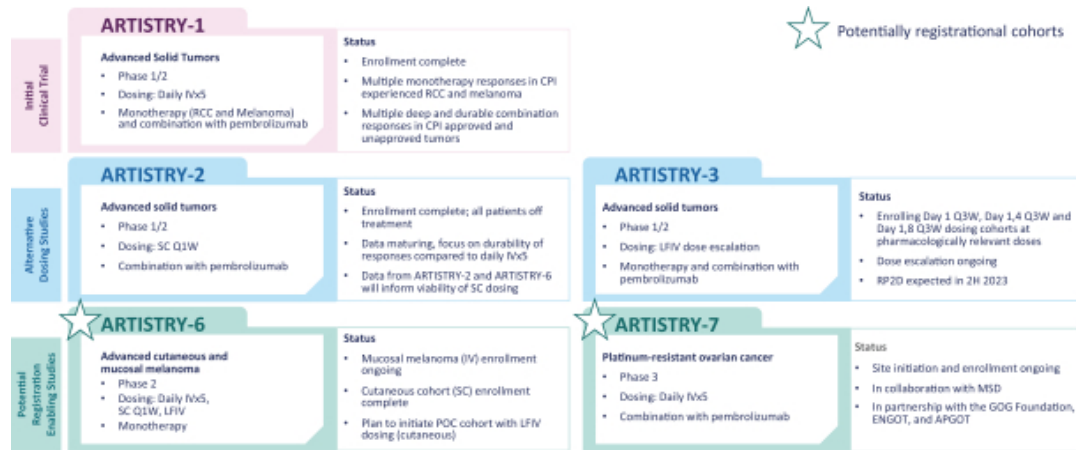 ARTISTRY-1
Potentially registrational cohorts
Initial
Clinical Trial
Advanced Solid Tumors
• Phase 1/2
• Dosing: Daily IVx5
• Monotherapy (RCC and Melanoma)
and combination with pembrolizumab
Status
• Enrollment complete
• Multiple monotherapy responses in CPI
experienced RCC and melanoma
• Multiple deep and durable combination
responses in CPI approved and
unapproved tumors
Alternative
Dosing Studies
ARTISTRY-2
Advanced solid tumors
• Phase 1/2
• Dosing: SC Q1W
• Combination with pembrolizumab
Status
• Enrollment complete; all patients off
treatment
• Data maturing, focus on durability of
responses compared to daily IVx5
• Data from ARTISTRY-2 and ARTISTRY-6
will inform viability of SC dosing
ARTISTRY-3
Advanced solid tumors
• Phase 1/2
• Dosing: LFIV dose escalation
• Monotherapy and combination with
pembrolizumab
Status
• Enrolling Day 1 Q3W, Day 1,4 Q3W and
Day 1,8 Q3W dosing cohorts at
pharmacologically relevant doses
• Dose escalation ongoing
• RP2D expected in 2H 2023
Potential
Registration
Enabling Studies
ARTISTRY-6
Advanced cutaneous and
mucosal melanoma
• Phase 2
• Dosing: Daily IVx5,
SC Q1W, LFIV
• Monotherapy
Status
• Mucosal melanoma (IV) enrollment
ongoing
• Cutaneous cohort (SC) enrollment
complete
• Plan to initiate POC cohort with LFIV
dosing (cutaneous)
ARTISTRY-7
Platinum-resistant ovarian cancer
• Phase 3
• Dosing: Daily IVx5
• Combination with pembrolizumab
Status
• Site initiation and enrollment ongoing
• In collaboration with MSD
• In partnership with the GOG Foundation,
ENGOT, and APGOT